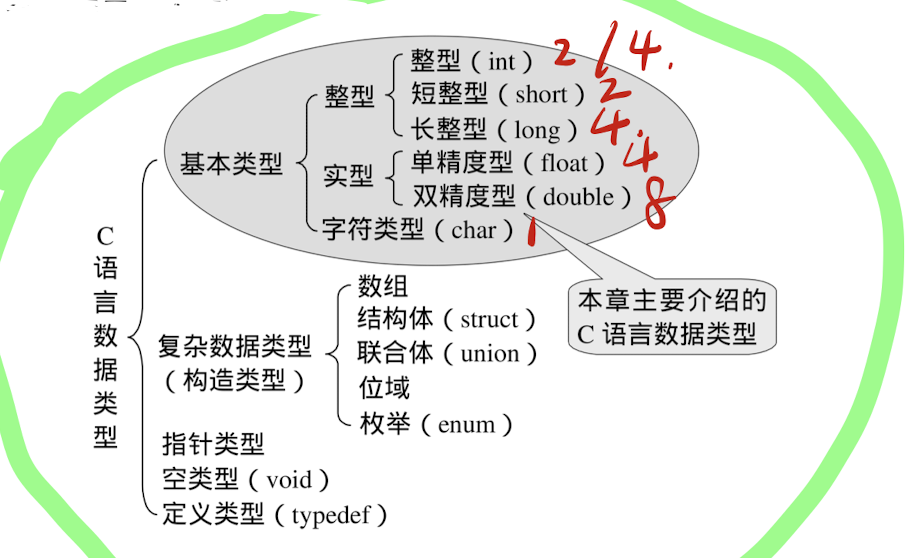 整型（int）2/4.
整型
短整型（short）2
长整型（long）4.
基本类型
单精度型（float）4
实型
双精度型（double）8
字符类型（char）1
C语言数据类型
本章主要介绍的
C 语言数据类型
数组
结构体（struct）
复杂数据类型
联合体（union）
（构造类型）
位域
枚举（enum）
指针类型
空类型（void）
定义类型（typedef）